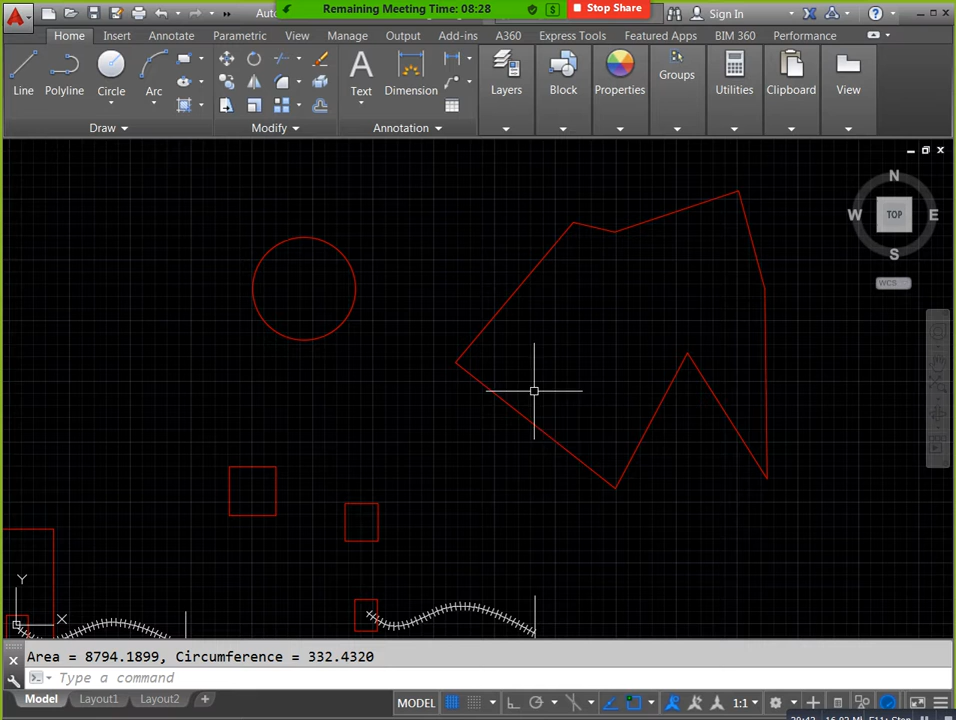 Remaining Meeting Time: 08:28
$
Stop Share
Auto
Sign In
Home Insert Annotate Parametric View Manage Output Add-ins A360 Express Tools Featured Apps BIM 360 Performance
Line Polyline Circle Arc
A
Text Dimension Layers Block Properties Groups Utilities Clipboard View
Draw Modify Annotation
N
W TOP E
S
WCS
Y
X
Area = 8794.1899, Circumference = 332.4320
Type a command
Model Layout1 Layout2 +
MODEL 1:1